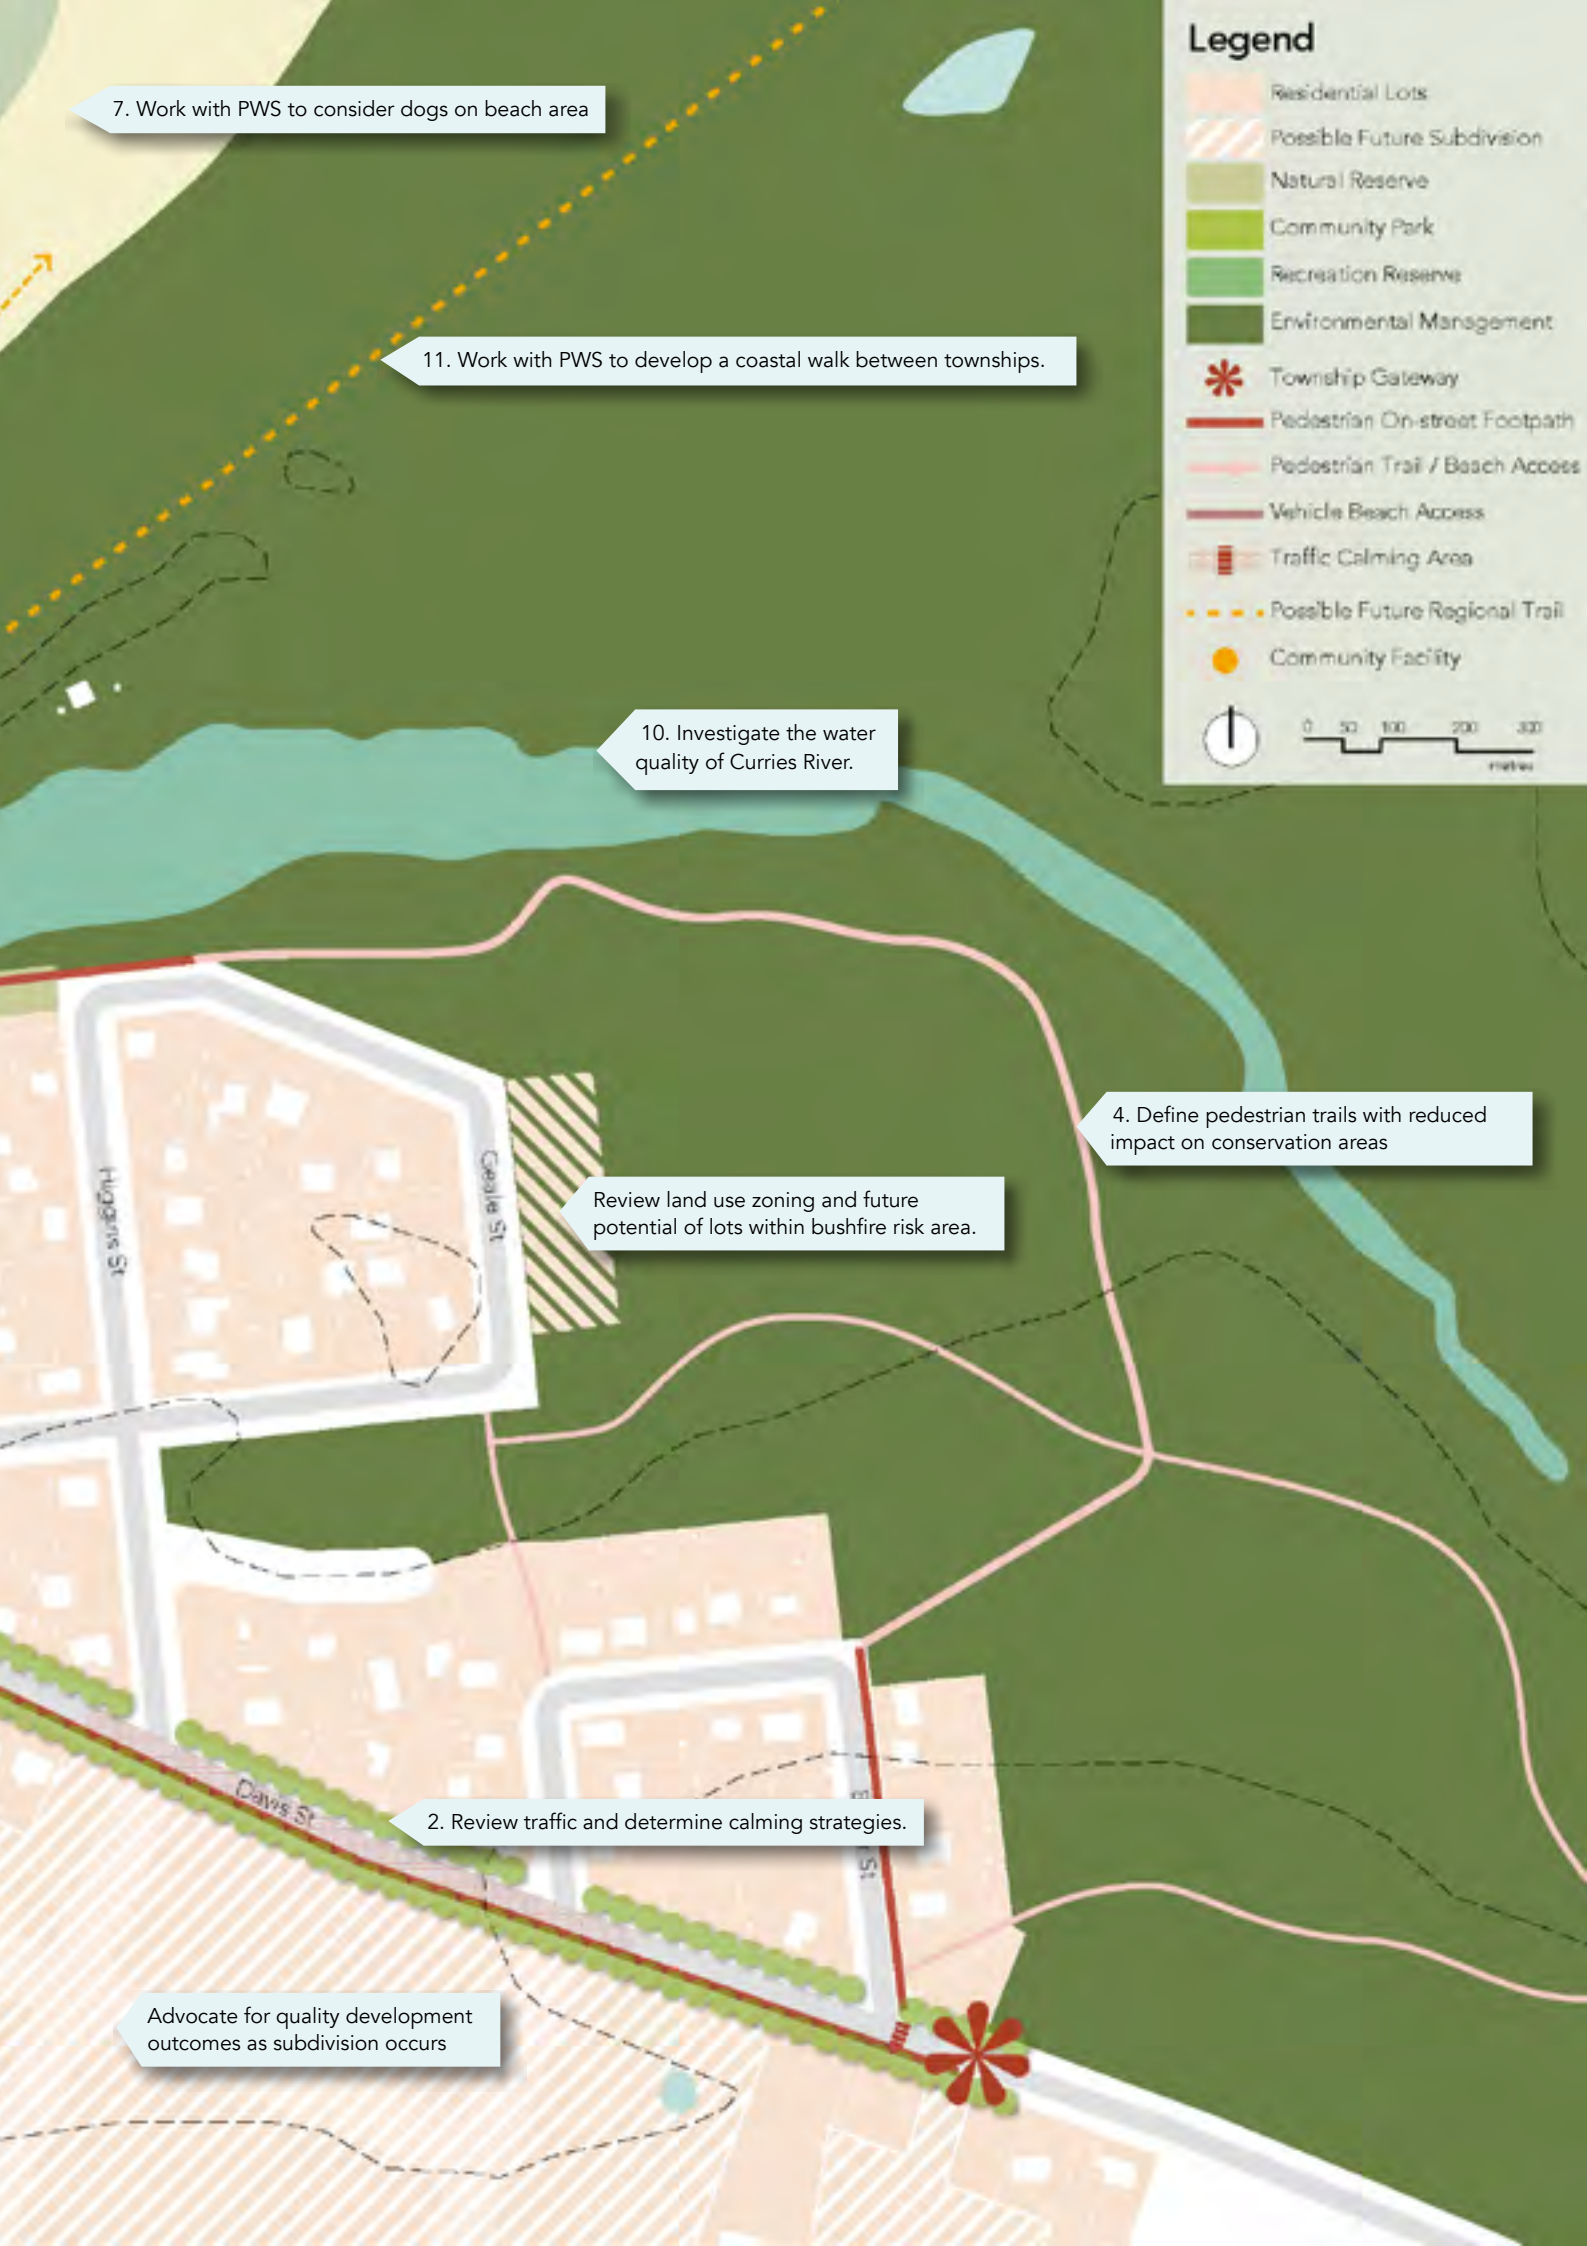 7. Work with PWS to consider dogs on beach area
11. Work with PWS to develop a coastal walk between townships.
10. Investigate the water
quality of Curries River.
4. Define pedestrian trails with reduced
impact on conservation areas
Review land use zoning and future
potential of lots within bushfire risk area.
Higgins St
Geale St
Davis St
2. Review traffic and determine calming strategies.
St
Advocate for quality development
outcomes as subdivision occurs
Legend
Residential Lots
Possible Future Subdivision
Natural Reserve
Community Park
Recreation Reserve
Environmental Management
Township Gateway
Pedestrian On-street Footpath
Pedestrian Trail / Beach Access
Vehicle Beach Access
Traffic Calming Area
Possible Future Regional Trail
Community Facility
0 50 100 200 300
metres